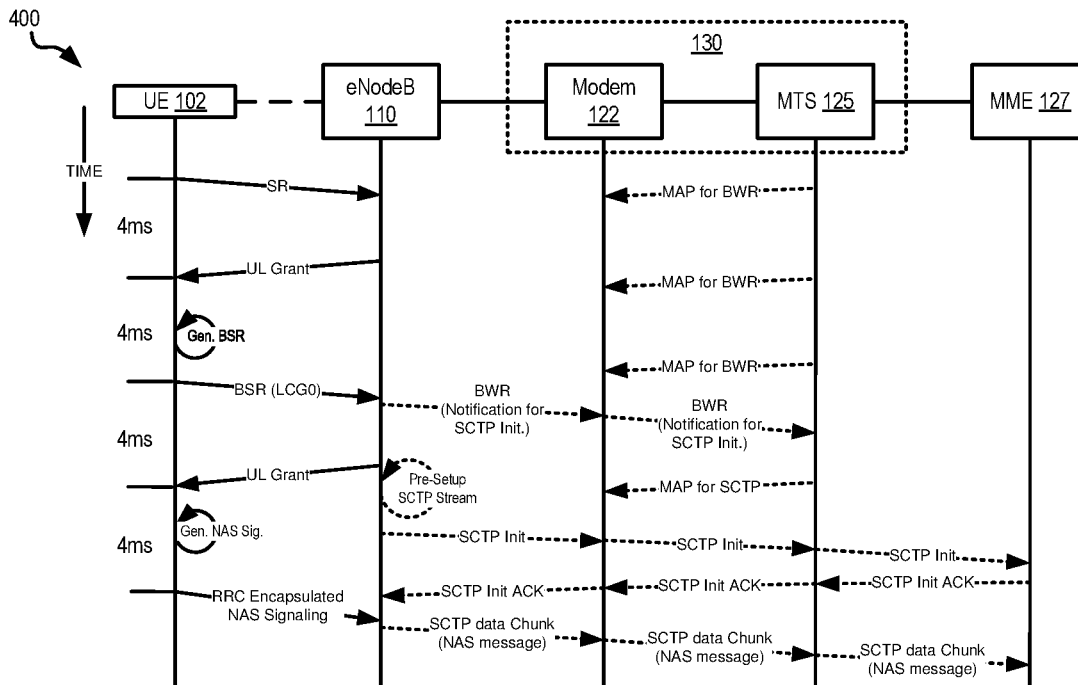 400
130
UE 102
eNodeB
110
Modem
122
MTS 125
MME 127
TIME
SR
MAP for BWR
4ms
UL Grant
MAP for BWR
4ms
Gen. BSR
MAP for BWR
BSR (LCG0)
BWR
(Notification for
SCTP Init.)
BWR
(Notification for
SCTP Init.)
4ms
UL Grant
Pre-Setup
SCTP Stream
MAP for SCTP
Gen. NAS Sig.
4ms
SCTP Init
SCTP Init
SCTP Init
SCTP Init ACK
SCTP Init ACK
SCTP Init ACK
RRC Encapsulated
NAS Signaling
SCTP data Chunk
(NAS message)
SCTP data Chunk
(NAS message)
SCTP data Chunk
(NAS message)